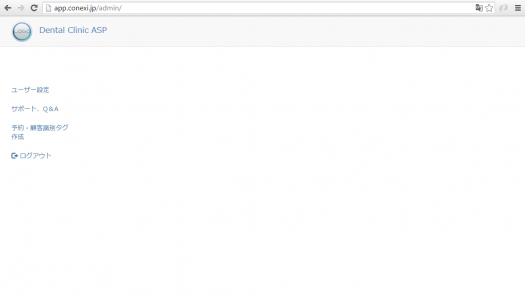 app.conexi.jp/admin/
Dental Clinic ASP
ユーザー設定
サポート、Q&A
予約・顧客識別タグ
作成
ログアウト